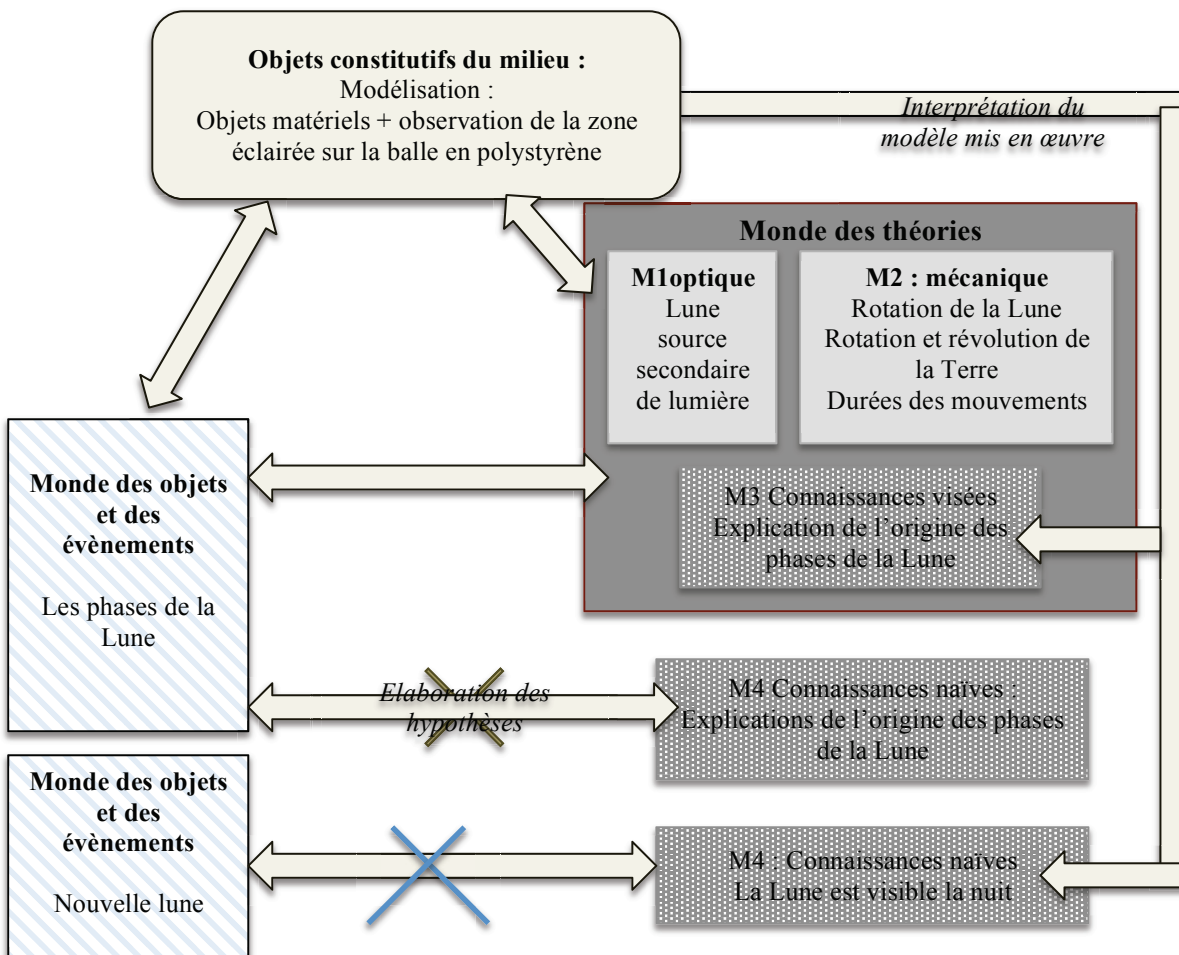 Objets constitutifs du milieu :
Modélisation :
Objets matériels + observation de la zone
éclairée sur la balle en polystyrène
Interprétation du
modèle mis en œuvre
Monde des théories
M1optique
Lune
source
secondaire
de lumière
M2 : mécanique
Rotation de la Lune
Rotation et révolution de
la Terre
Durées des mouvements
M3 Connaissances visées
Explication de l’origine des
phases de la Lune
Monde des objets
et des
évènements
Les phases de la
Lune
Elaboration des
hypothèses
M4 Connaissances naïves :
Explications de l’origine des phases
de la Lune
Monde des objets
et des
évènements
Nouvelle lune
M4 : Connaissances naïves
La Lune est visible la nuit